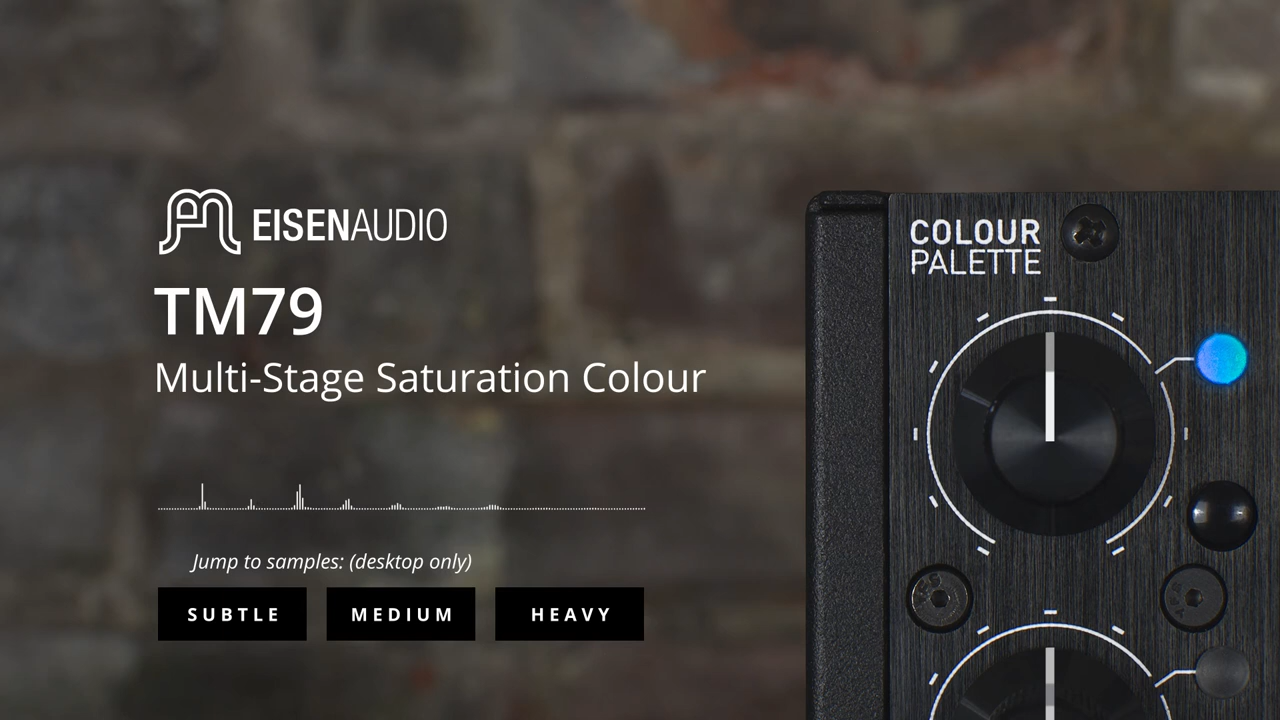 EISENAUDIO
TM79
Multi-Stage Saturation Colour
Jump to samples: (desktop only)
SUBTLE
MEDIUM
HEAVY
COLOUR
PALETTE